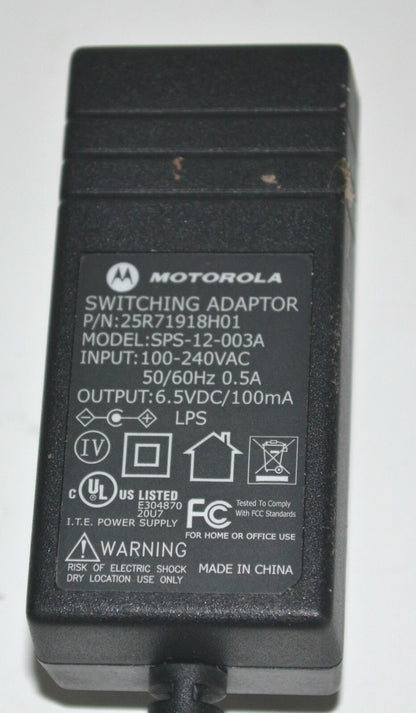 MOTOROLA
SWITCHING ADAPTOR
P/N:25R71918H01
MODEL:SPS-12-003A
INPUT:100-240VAC
50/60Hz 0.5A
OUTPUT:6.5VDC/100mA
LPS
IV
C UL US LISTED
E304870
20U7
I.T.E. POWER SUPPLY
FC Tested To Comply
With FCC Standards
FOR HOME OR OFFICE USE
WARNING
RISK OF ELECTRIC SHOCK
DRY LOCATION USE ONLY
MADE IN CHINA